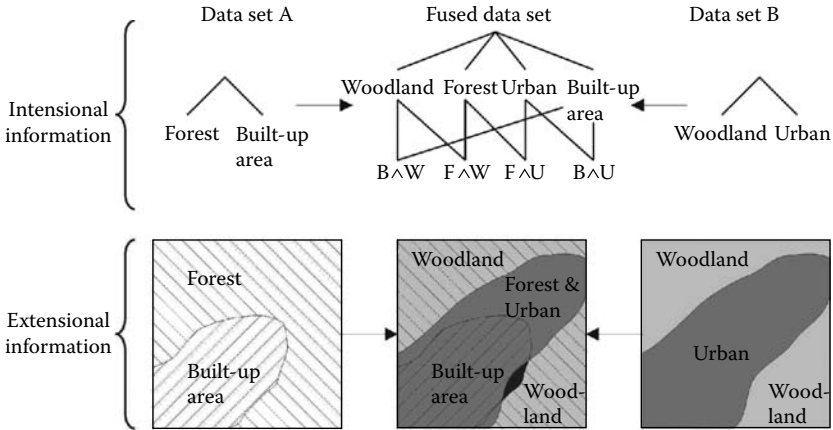 Data set A
Fused data set
Data set B
Intensional
information
Forest
Built-up
area
Woodland
Forest
Urban
Built-up
area
B∧W
F∧W
F∧U
B∧U
Woodland
Urban
Extensional
information
Forest
Built-up
area
Woodland
Forest &
Urban
Built-up
area
Wood-
land
Woodland
Urban
Wood-
land